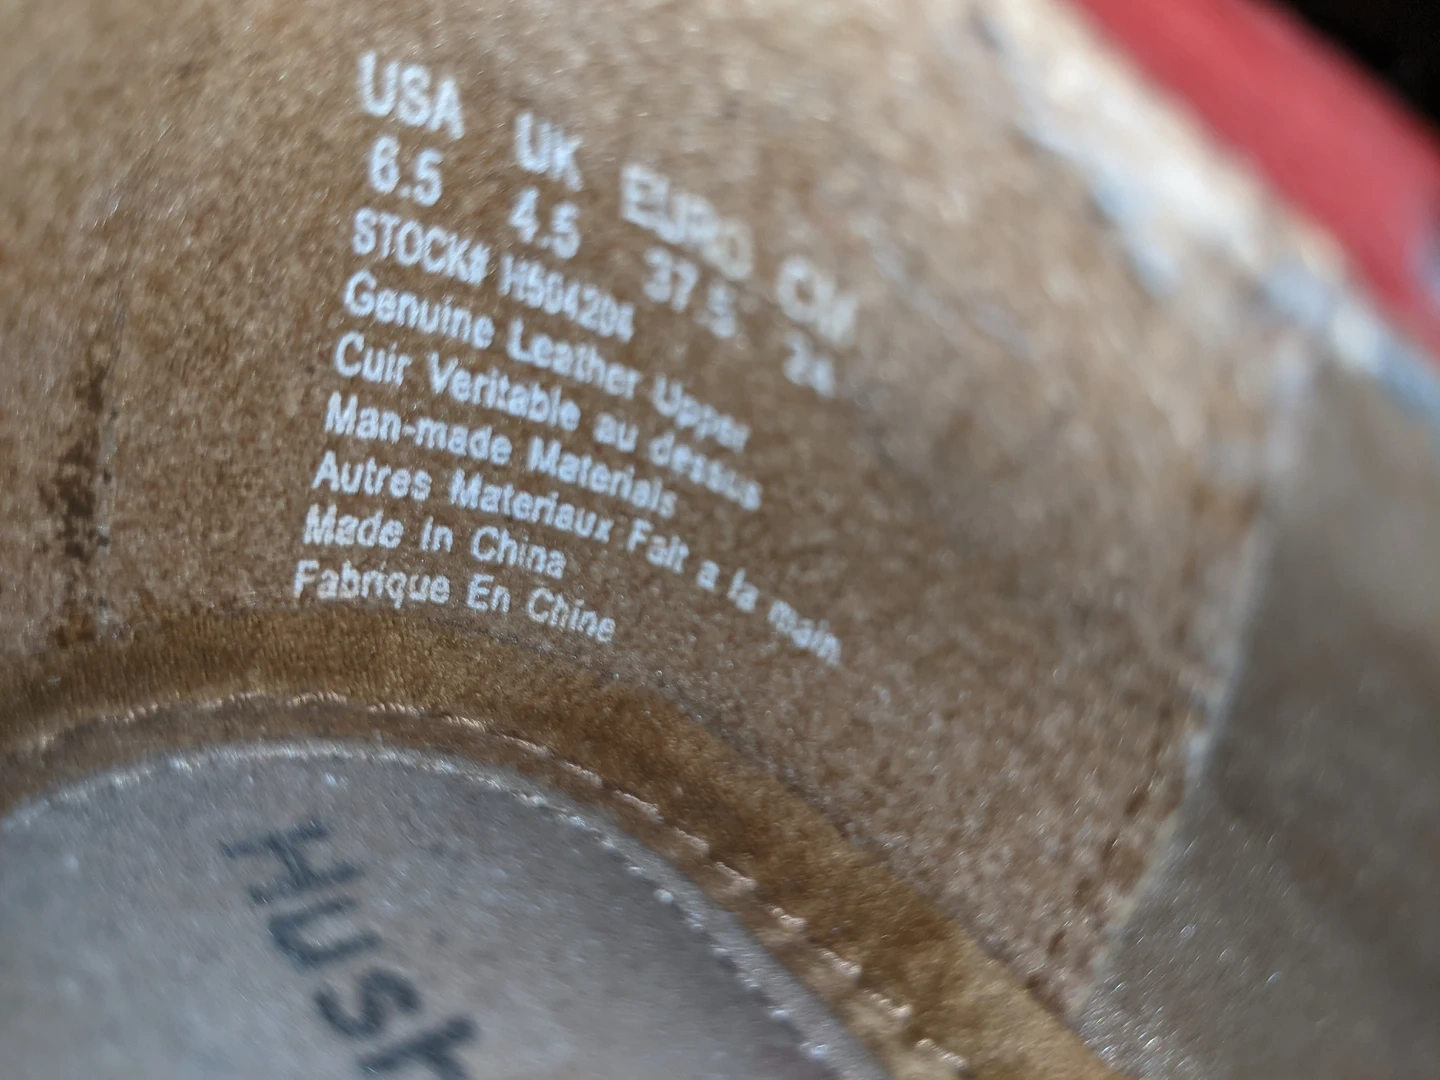 USA UK EURO CM
6.5 4.5 37.5 24
STOCK# H504204
Genuine Leather Upper
Cuir Veritable au dessus
Man-made Materials
Autres Materiaux Fait a la main
Made In China
Fabrique En Chine
Hush